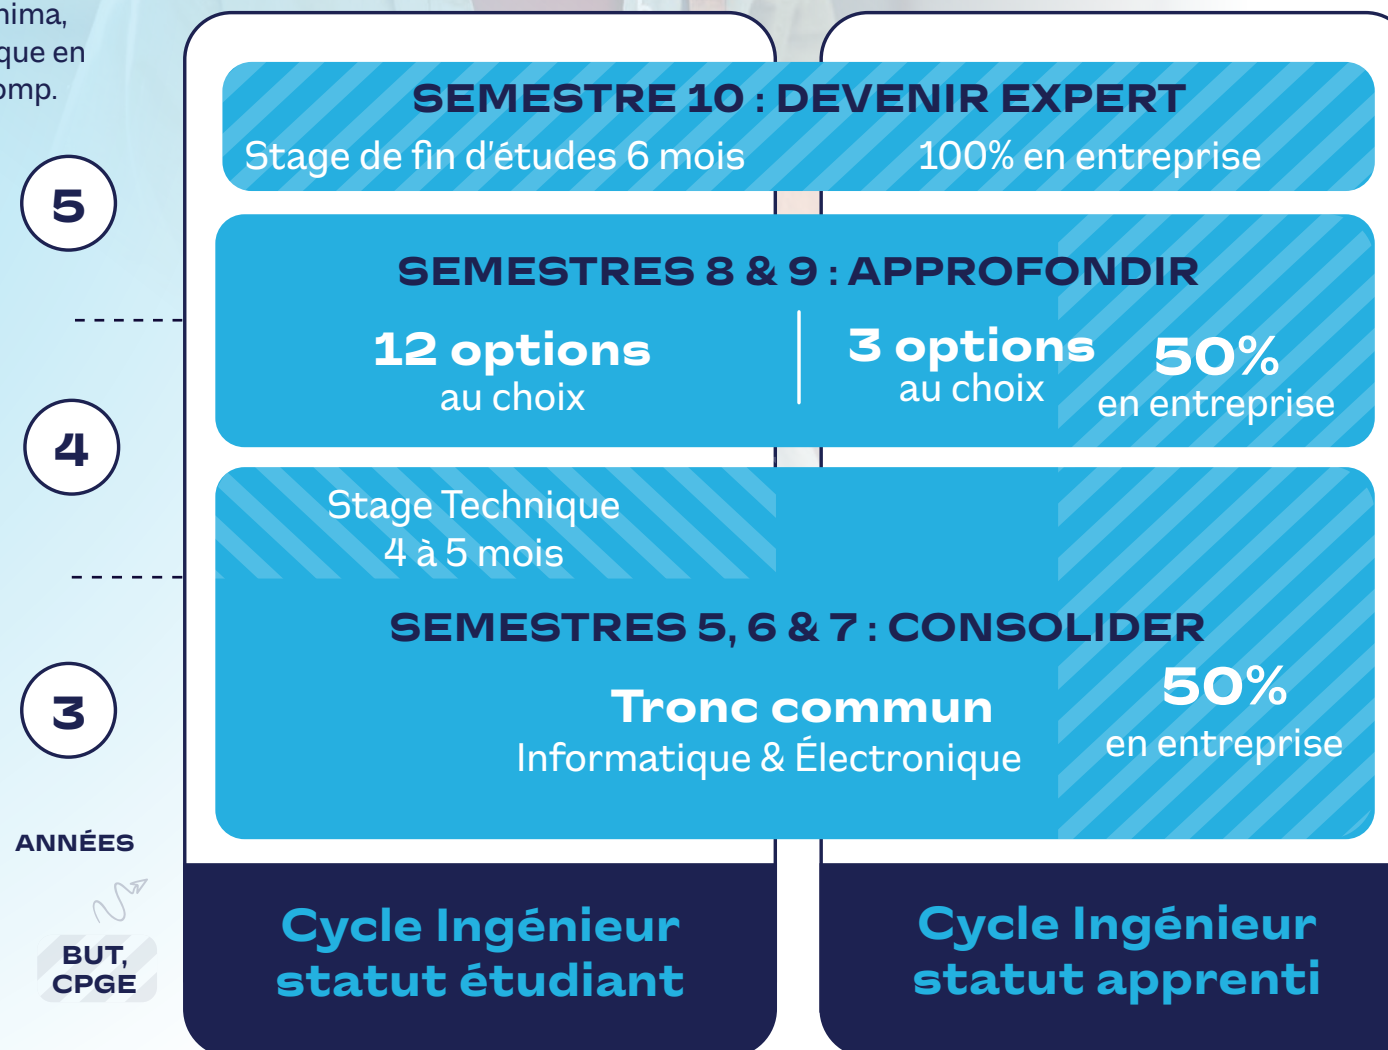 nima,
que en
omp.
SEMESTRE 10 : DEVENIR EXPERT
Stage de fin d'études 6 mois
100% en entreprise
5
SEMESTRES 8 & 9 : APPROFONDIR
12 options
au choix
3 options
au choix
50%
en entreprise
4
Stage Technique
4 à 5 mois
SEMESTRES 5, 6 & 7 : CONSOLIDER
Tronc commun
Informatique & Électronique
50%
en entreprise
3
ANNÉES
BUT,
CPGE
Cycle Ingénieur
statut étudiant
Cycle Ingénieur
statut apprenti